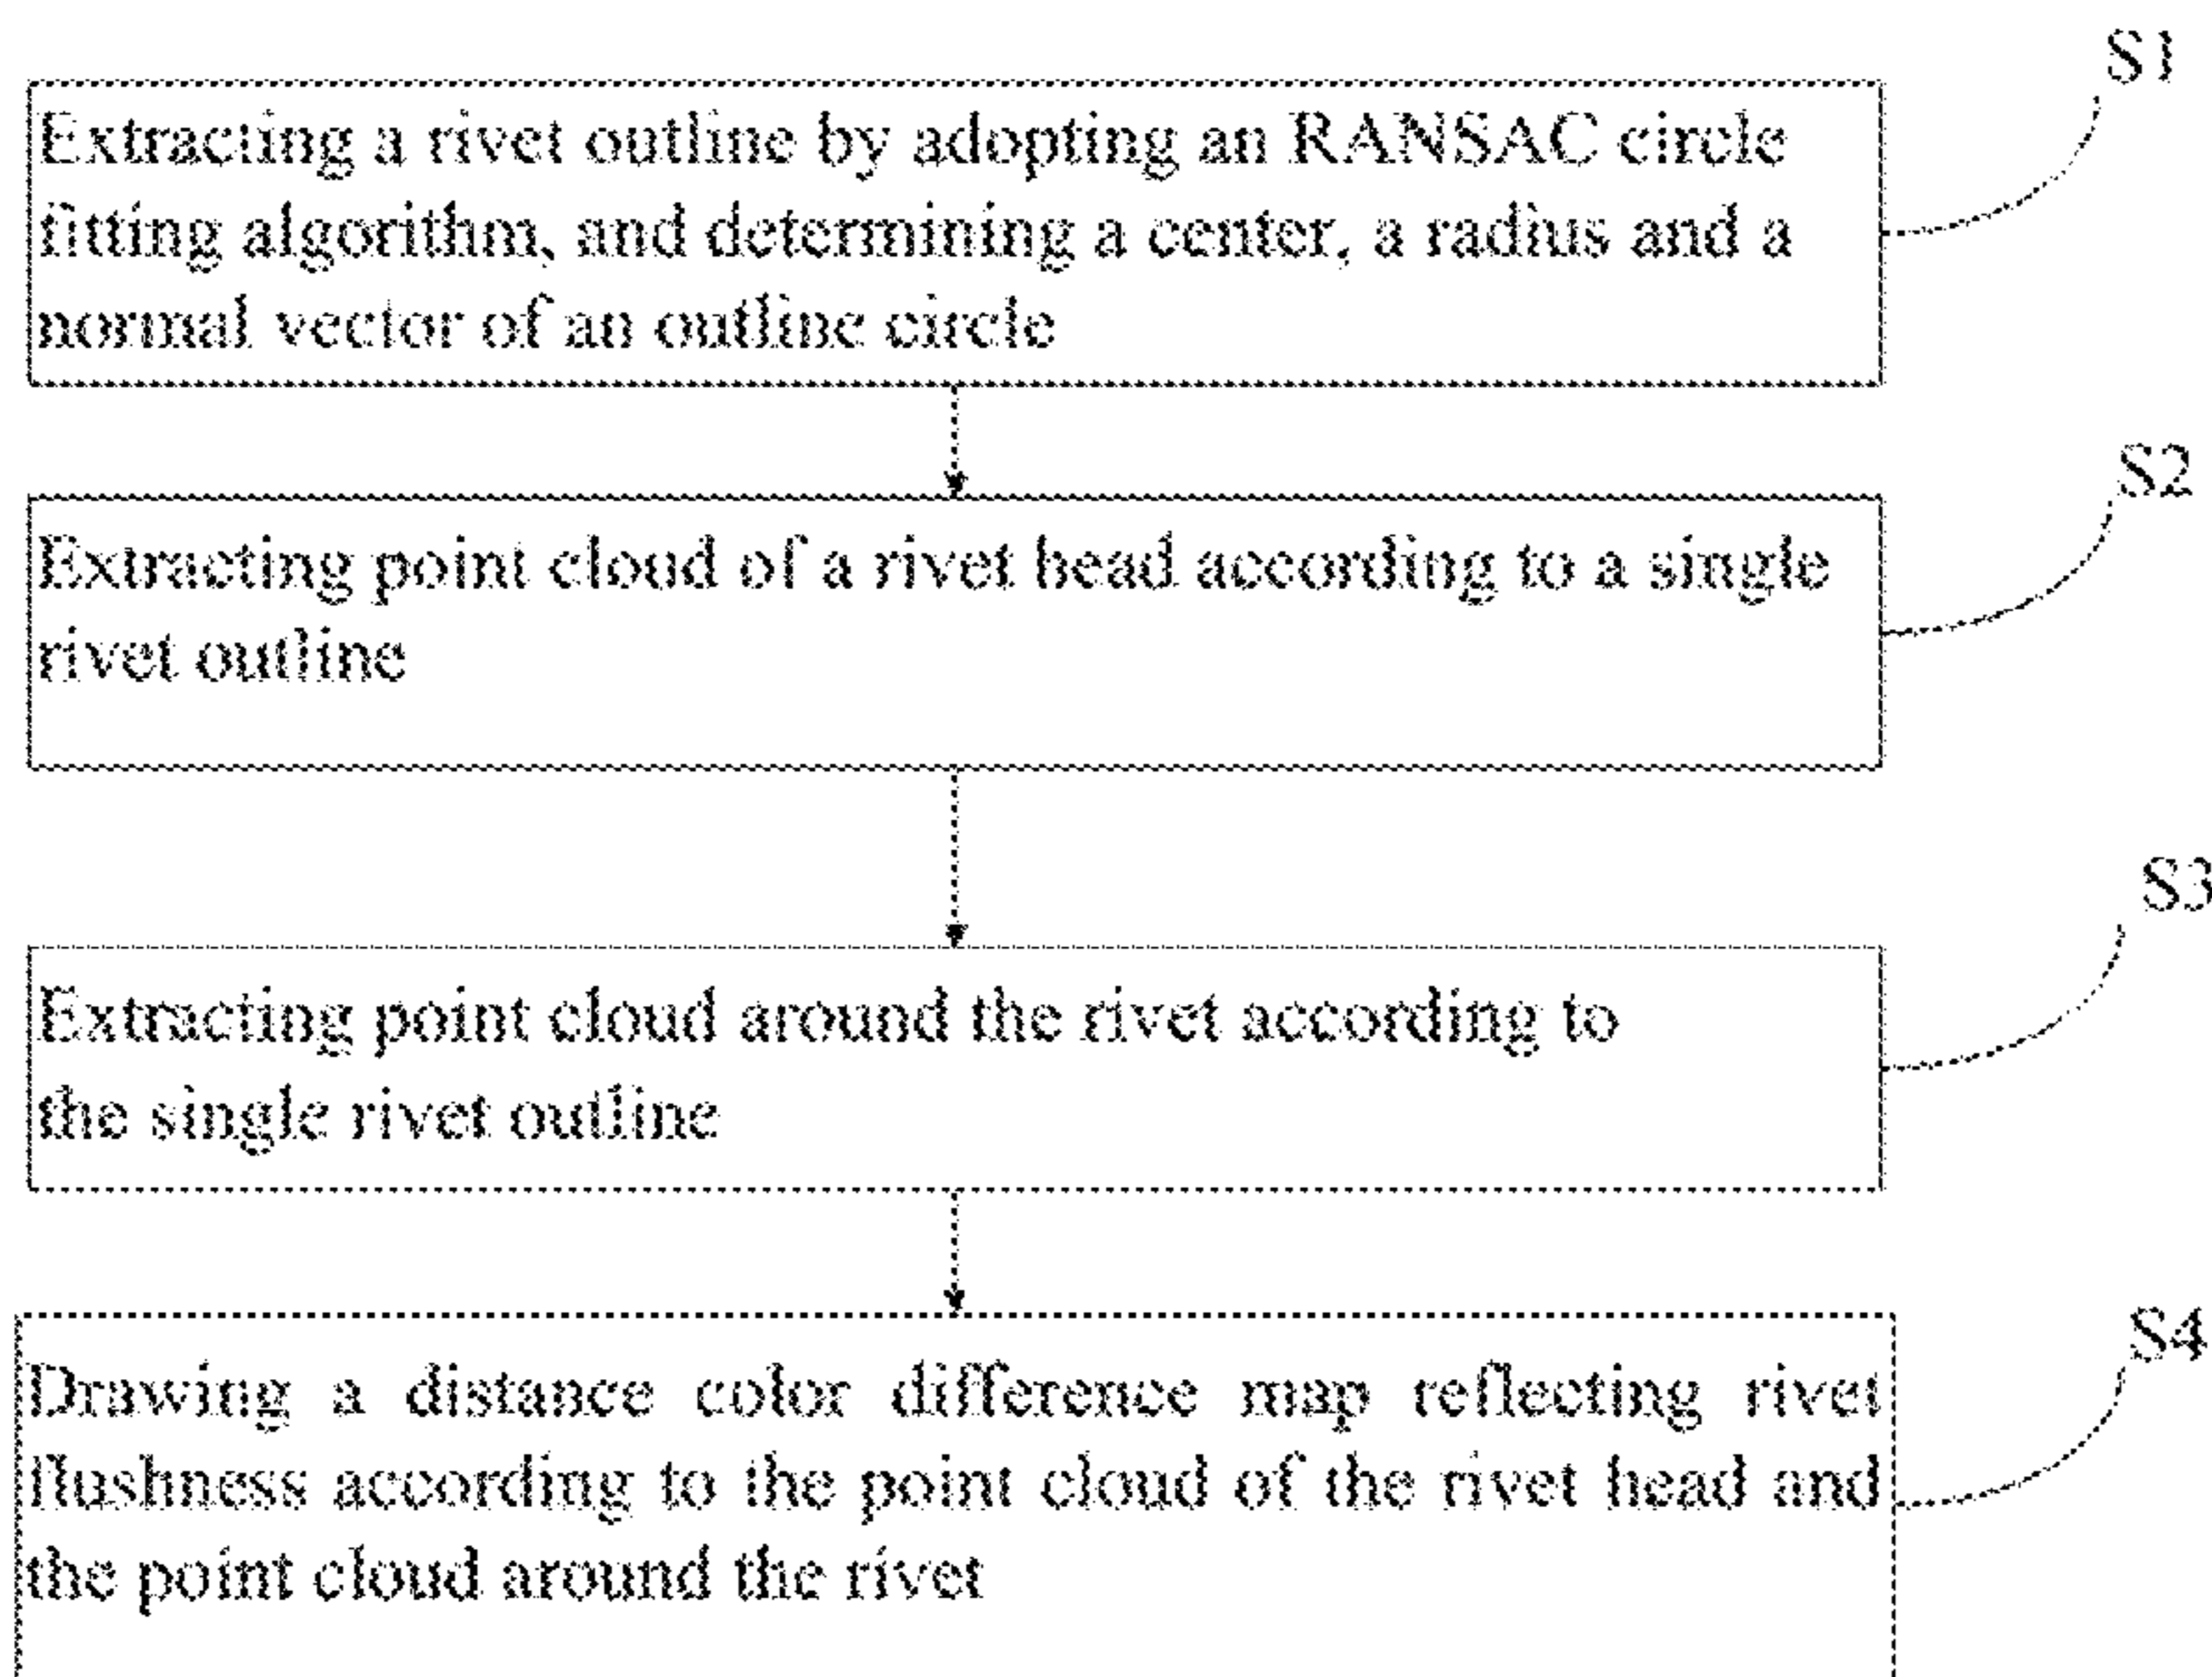 S1
Extracting a rivet outline by adopting an RANSAC circle
fitting algorithm, and determining a center, a radius and a
normal vector of an outline circle
S2
Extracting point cloud of a rivet head according to a single
rivet outline
S3
Extracting point cloud around the rivet according to
the single rivet outline
S4
Drawing a distance color difference map reflecting rivet
flushness according to the point cloud of the rivet head and
the point cloud around the rivet